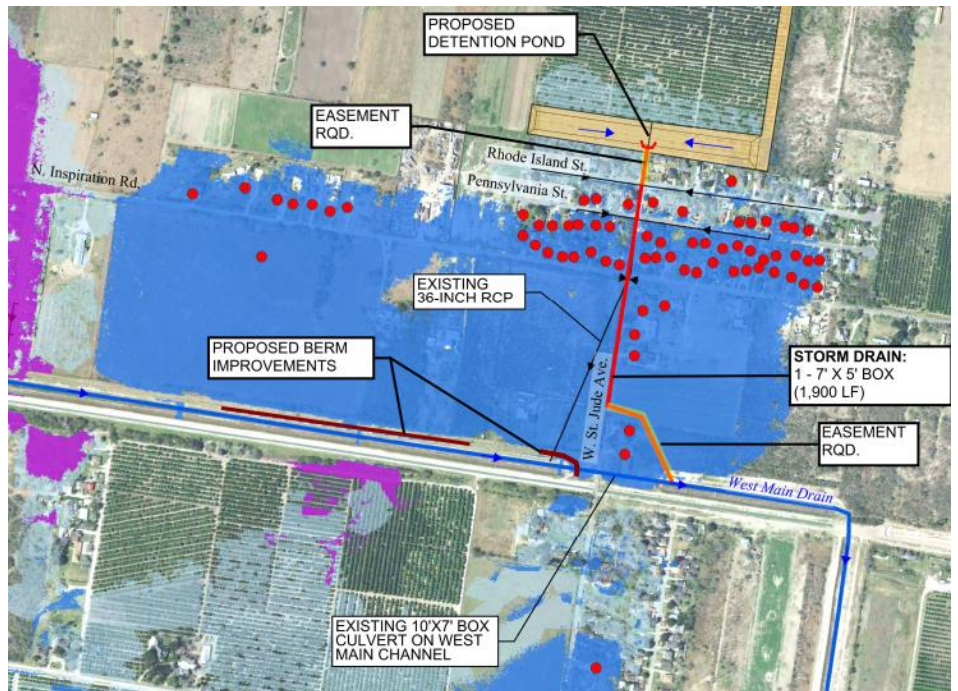 PROPOSED
DETENTION POND
EASEMENT
RQD.
Rhode Island St.
Pennsylvania St.
N. Inspiration Rd.
EXISTING
36-INCH RCP
PROPOSED BERM
IMPROVEMENTS
STORM DRAIN:
1 - 7' X 5' BOX
(1,900 LF)
W. St. Jude Ave.
EASEMENT
RQD.
West Main Drain
EXISTING 10'X7' BOX
CULVERT ON WEST
MAIN CHANNEL